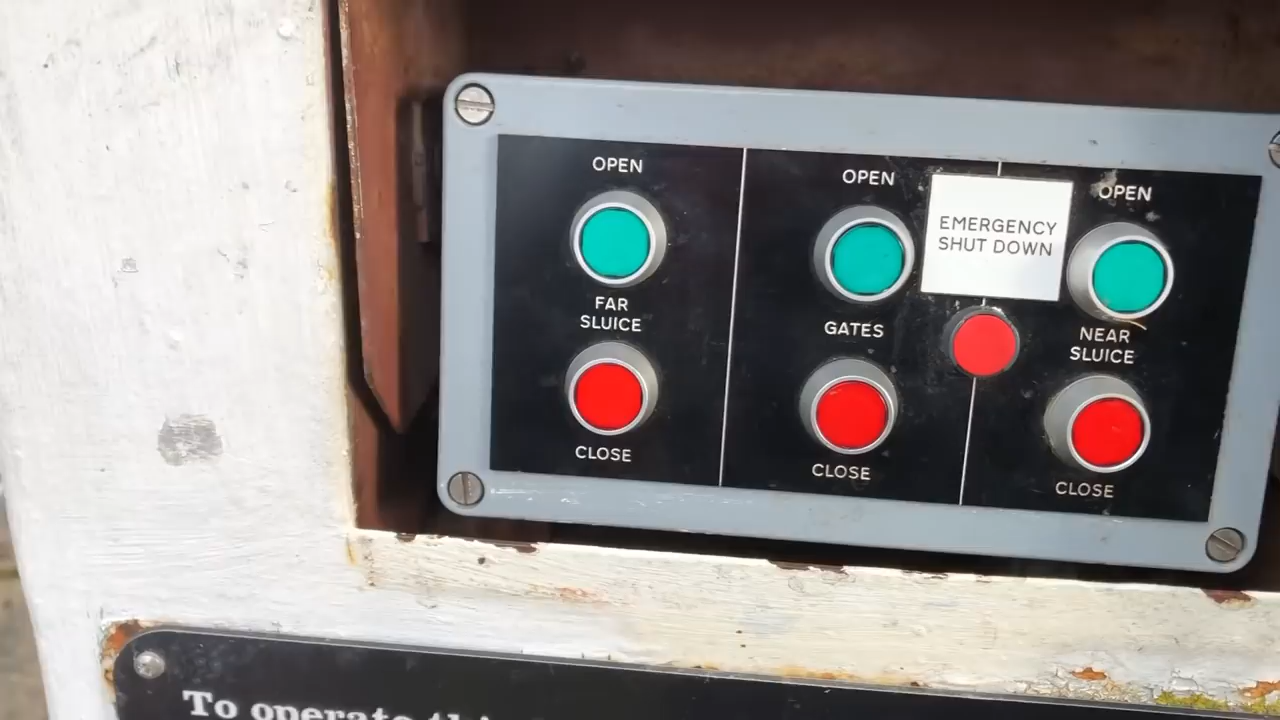 OPEN
FAR
SLUICE
CLOSE
OPEN
GATES
CLOSE
EMERGENCY
SHUT DOWN
OPEN
NEAR
SLUICE
CLOSE
To operate